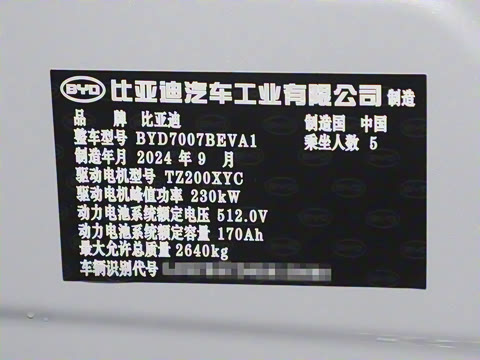 BYD 比亚迪汽车工业有限公司 制造
品 牌 比亚迪 制造国 中国
整车型号 BYD7007BEVA1 乘坐人数 5
制造年月 2024 年 9 月
驱动电机型号 TZ200XYC
驱动电机峰值功率 230kW
动力电池系统额定电压 512.0V
动力电池系统额定容量 170Ah
最大允许总质量 2640kg
车辆识别代号